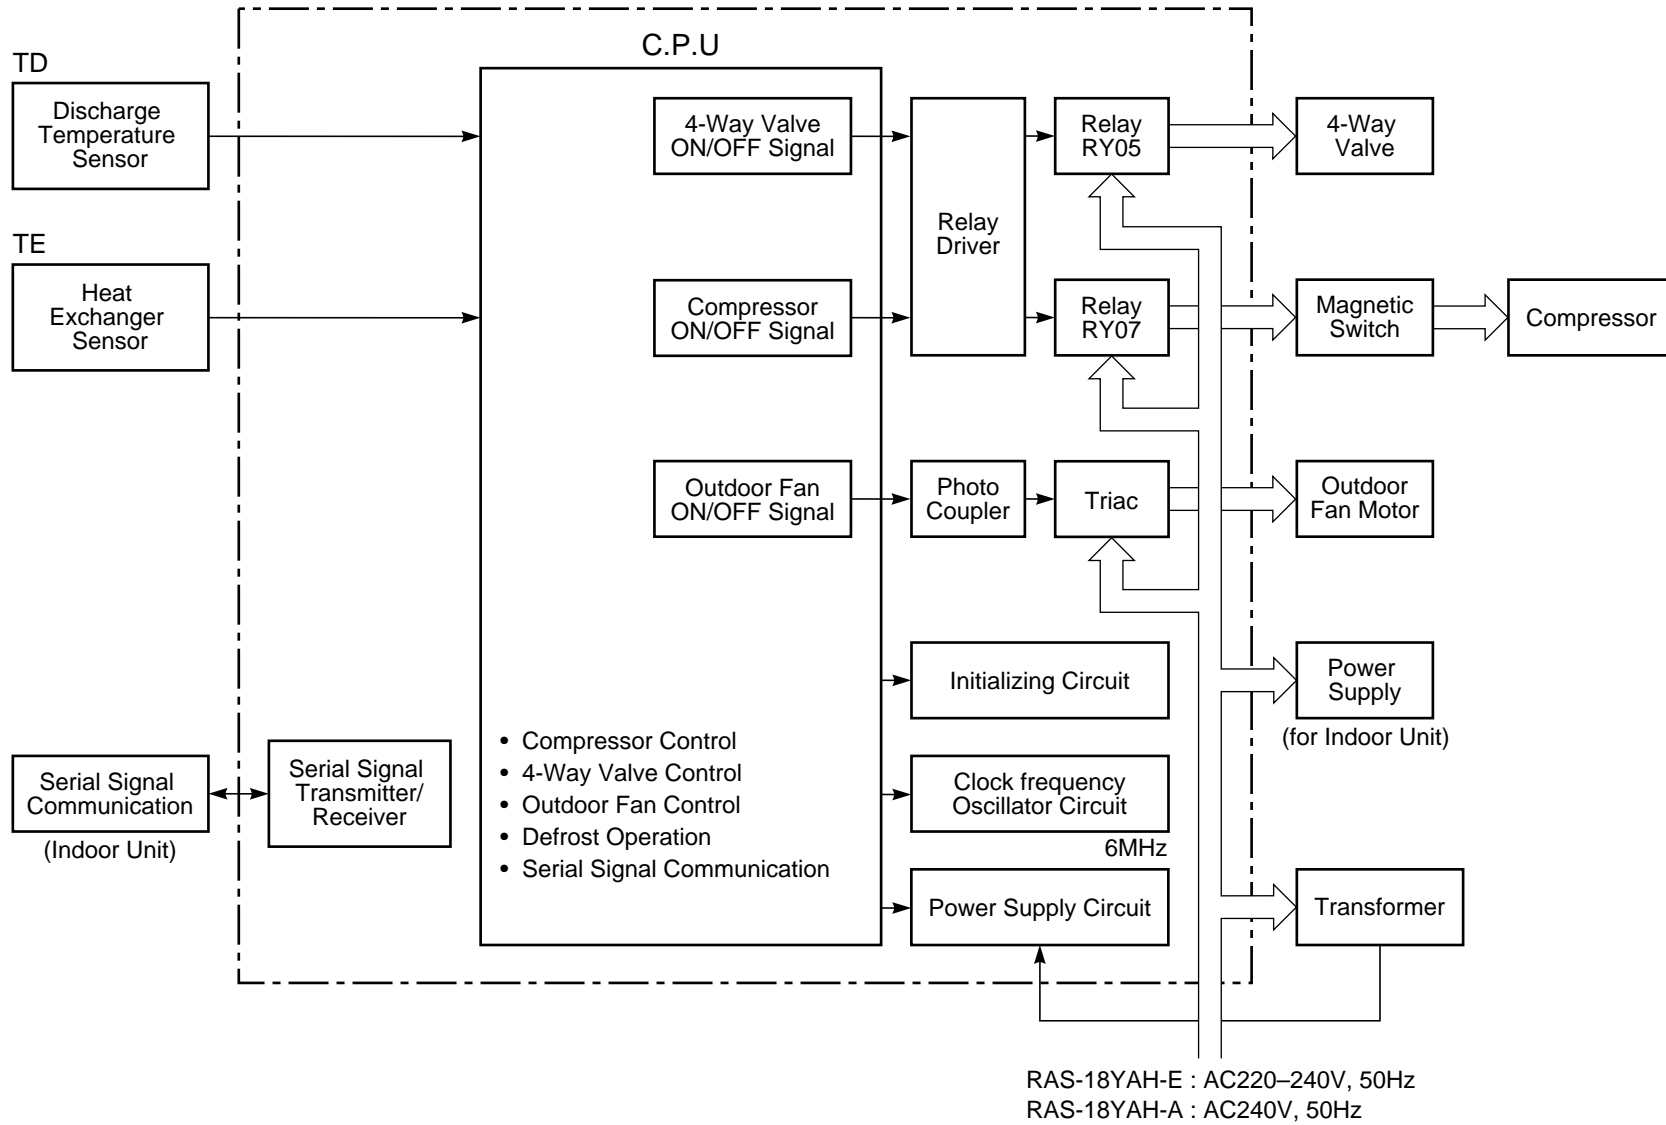 C.P.U
TD
Discharge
Temperature
Sensor
4-Way Valve
ON/OFF Signal
Relay
Driver
Relay
RY05
4-Way
Valve
TE
Heat
Exchanger
Sensor
Compressor
ON/OFF Signal
Relay
RY07
Magnetic
Switch
Compressor
Outdoor Fan
ON/OFF Signal
Photo
Coupler
Triac
Outdoor
Fan Motor
Initializing Circuit
Power
Supply
(for Indoor Unit)
Serial Signal
Communication
(Indoor Unit)
Serial Signal
Transmitter/
Receiver
• Compressor Control
• 4-Way Valve Control
• Outdoor Fan Control
• Defrost Operation
• Serial Signal Communication
Clock frequency
Oscillator Circuit
6MHz
Power Supply Circuit
Transformer
RAS-18YAH-E : AC220–240V, 50Hz
RAS-18YAH-A : AC240V, 50Hz